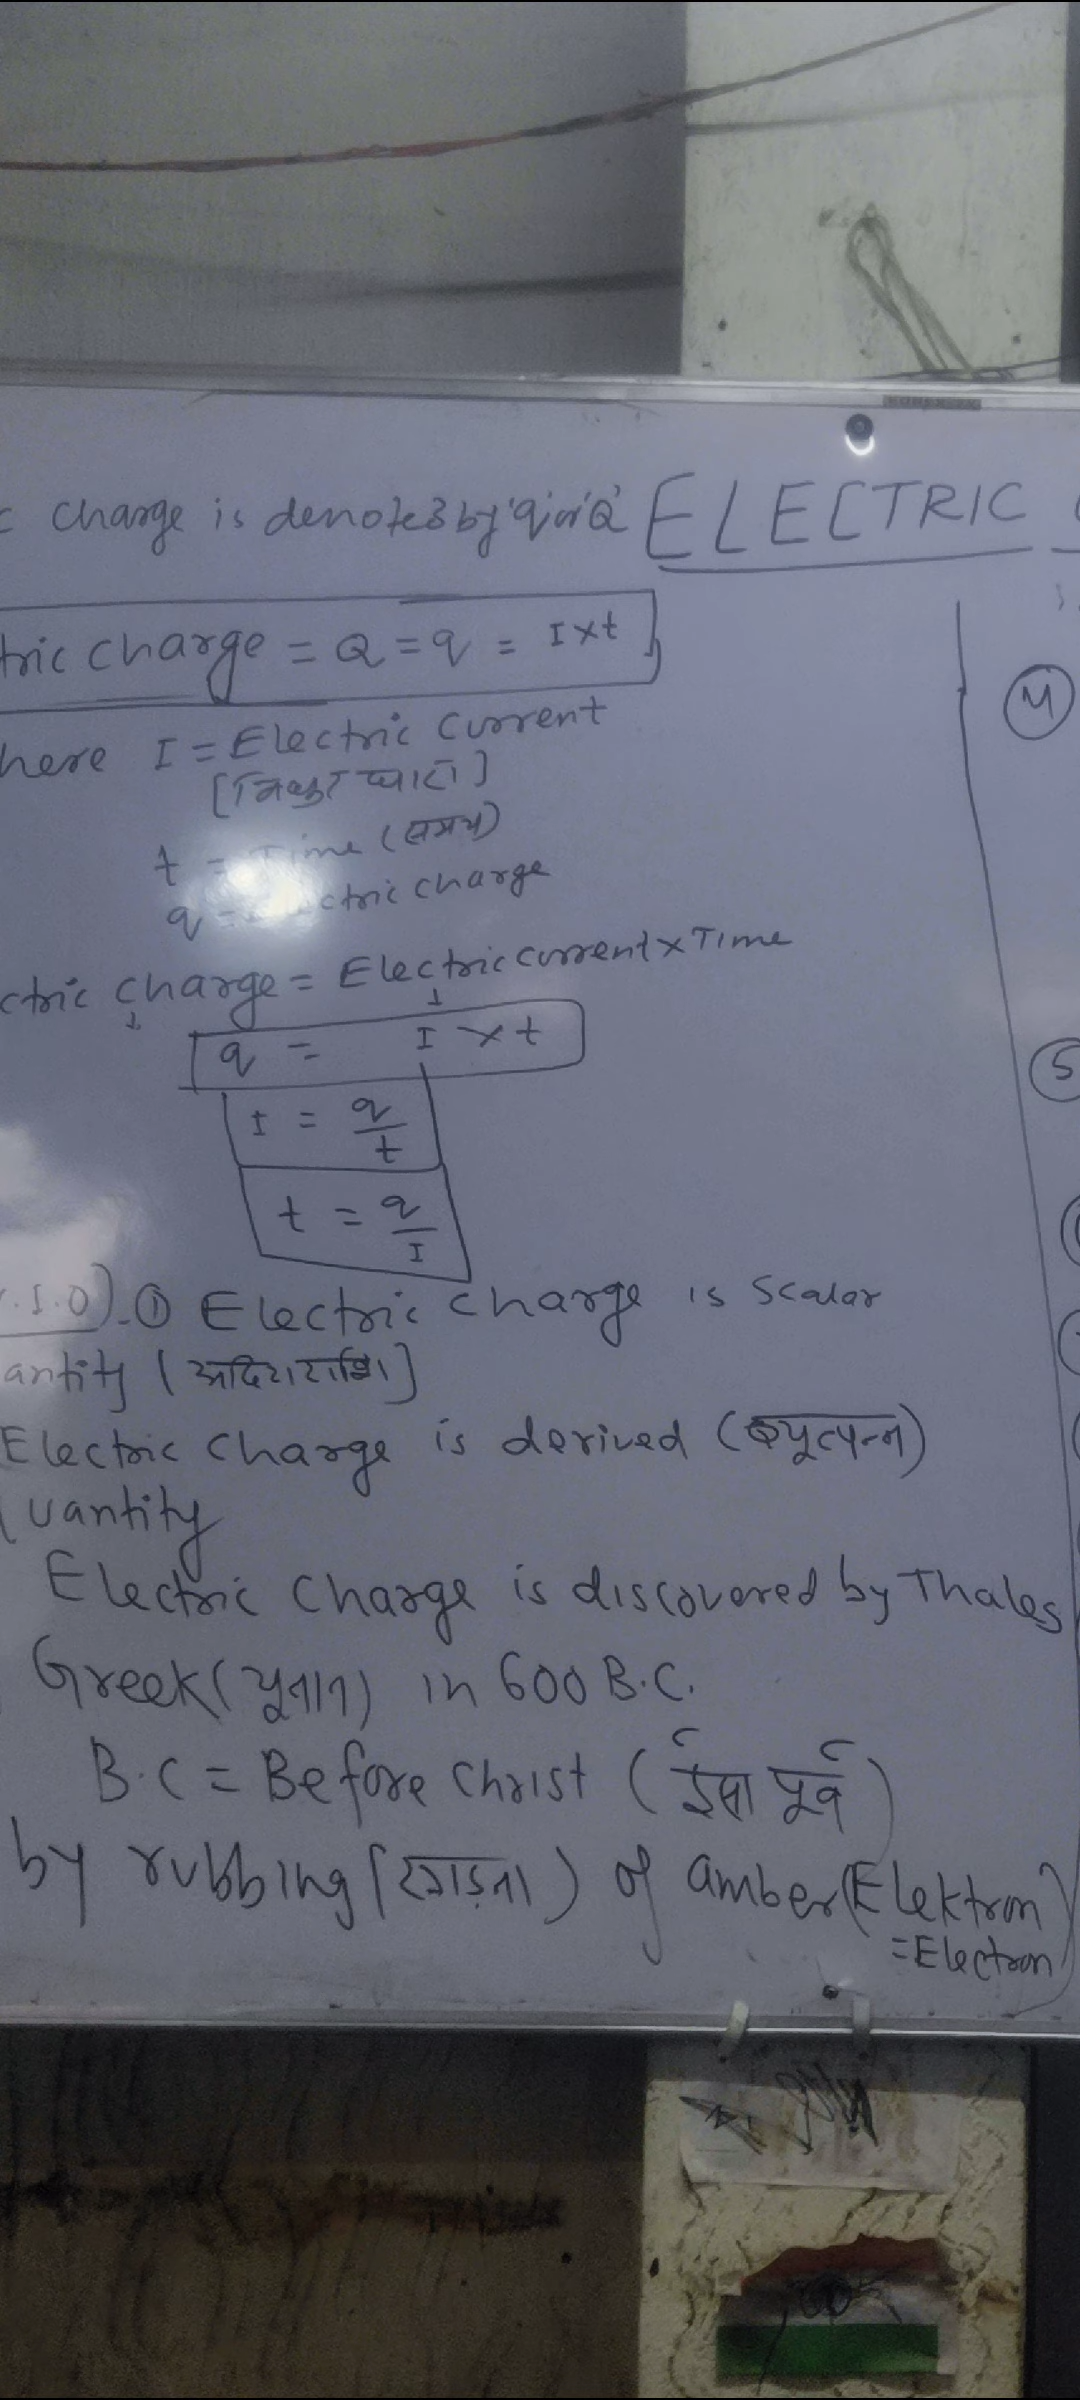 c charge is denoted by 'q' or 'Q'
ELECTRIC
tric charge = Q = q = I x t
here I = Electric Current
[विद्युत धारा]
t = Time (समय)
q = ctric charge
ctric charge = Electric current x Time
q = I x t
I = q/t
t = q/I
.I.O) - ① Electric charge is scalar
antity [अदिश राशि]
Electric charge is derived (व्यूत्पन्न)
uantity
Electric Charge is discovered by Thales
Greek (यूनान) in 600 B.C.
B.C = Before Christ (ईसा पूर्व)
by rubbing (रगड़ना) of amber (Elektron)
= Electron
M
S